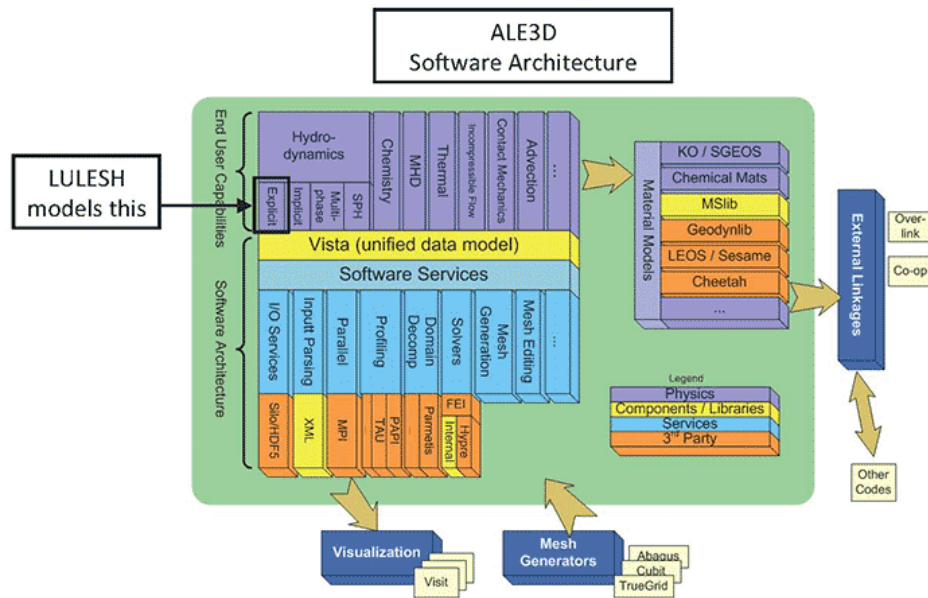 ALE3D
Software Architecture
LULESH
models this
End User Capabilities
Software Architecture
Hydro-
dynamics
Explicit
Implicit
Multi-
phase
SPH
Chemistry
MHD
Thermal
Incompressible Flow
Contact Mechanics
Advection
...
Vista (unified data model)
Software Services
I/O Services
Inputt Parsing
Parallel
Profiling
Domain
Decomp
Solvers
Mesh
Generation
Mesh Editing
...
Silo/HDF5
XML
MPI
TAU
PAPI
...
Parmetis
...
FEI
Internal
Hypre
Material Models
KO / SGEOS
Chemical Mats
MSlib
Geodynlib
LEOS / Sesame
Cheetah
...
Legend
Physics
Components / Libraries
Services
3rd Party
External Linkages
Over-
link
Co-op
Other
Codes
Visualization
Visit
Mesh
Generators
Abaqus
Cubit
TrueGrid